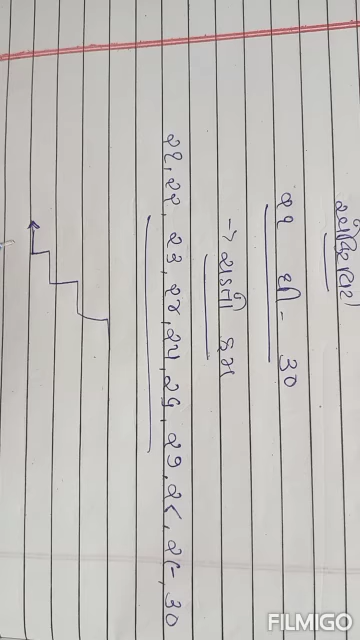 ૨૧ થી - ૩૦
→ ચડતો ક્રમ
૨૧, ૨૨, ૨૩, ૨૪, ૨૫, ૨૬, ૨૭, ૨૮, ૨૯, ૩૦
FILMIGO